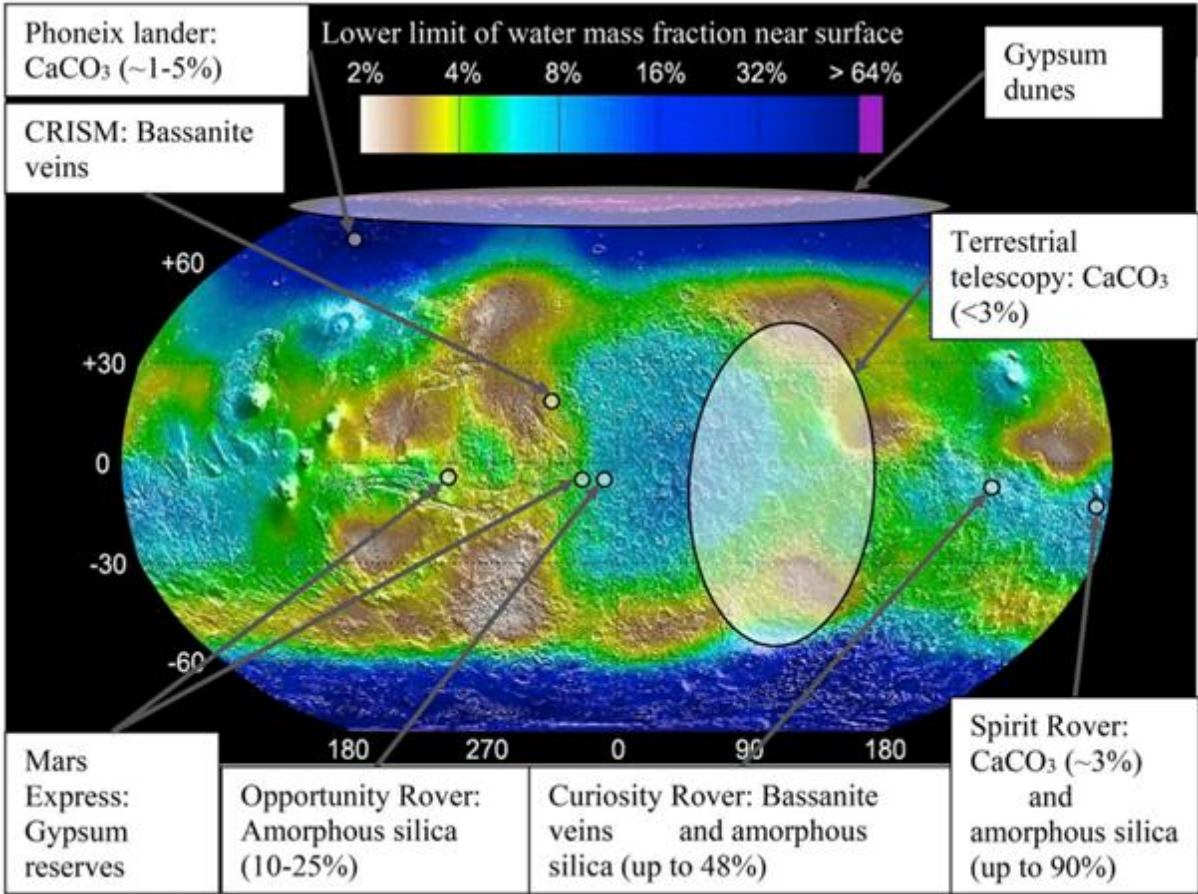 Phoneix lander:
CaCO₃ (~1-5%)
Lower limit of water mass fraction near surface
2% 4% 8% 16% 32% > 64%
Gypsum
dunes
CRISM: Bassanite
veins
Terrestrial
telescopy: CaCO₃
(<3%)
+60
+30
0
-30
-60
180 270 0 90 180
Mars
Express:
Gypsum
reserves
Opportunity Rover:
Amorphous silica
(10-25%)
Curiosity Rover: Bassanite
veins and amorphous
silica (up to 48%)
Spirit Rover:
CaCO₃ (~3%)
and
amorphous silica
(up to 90%)